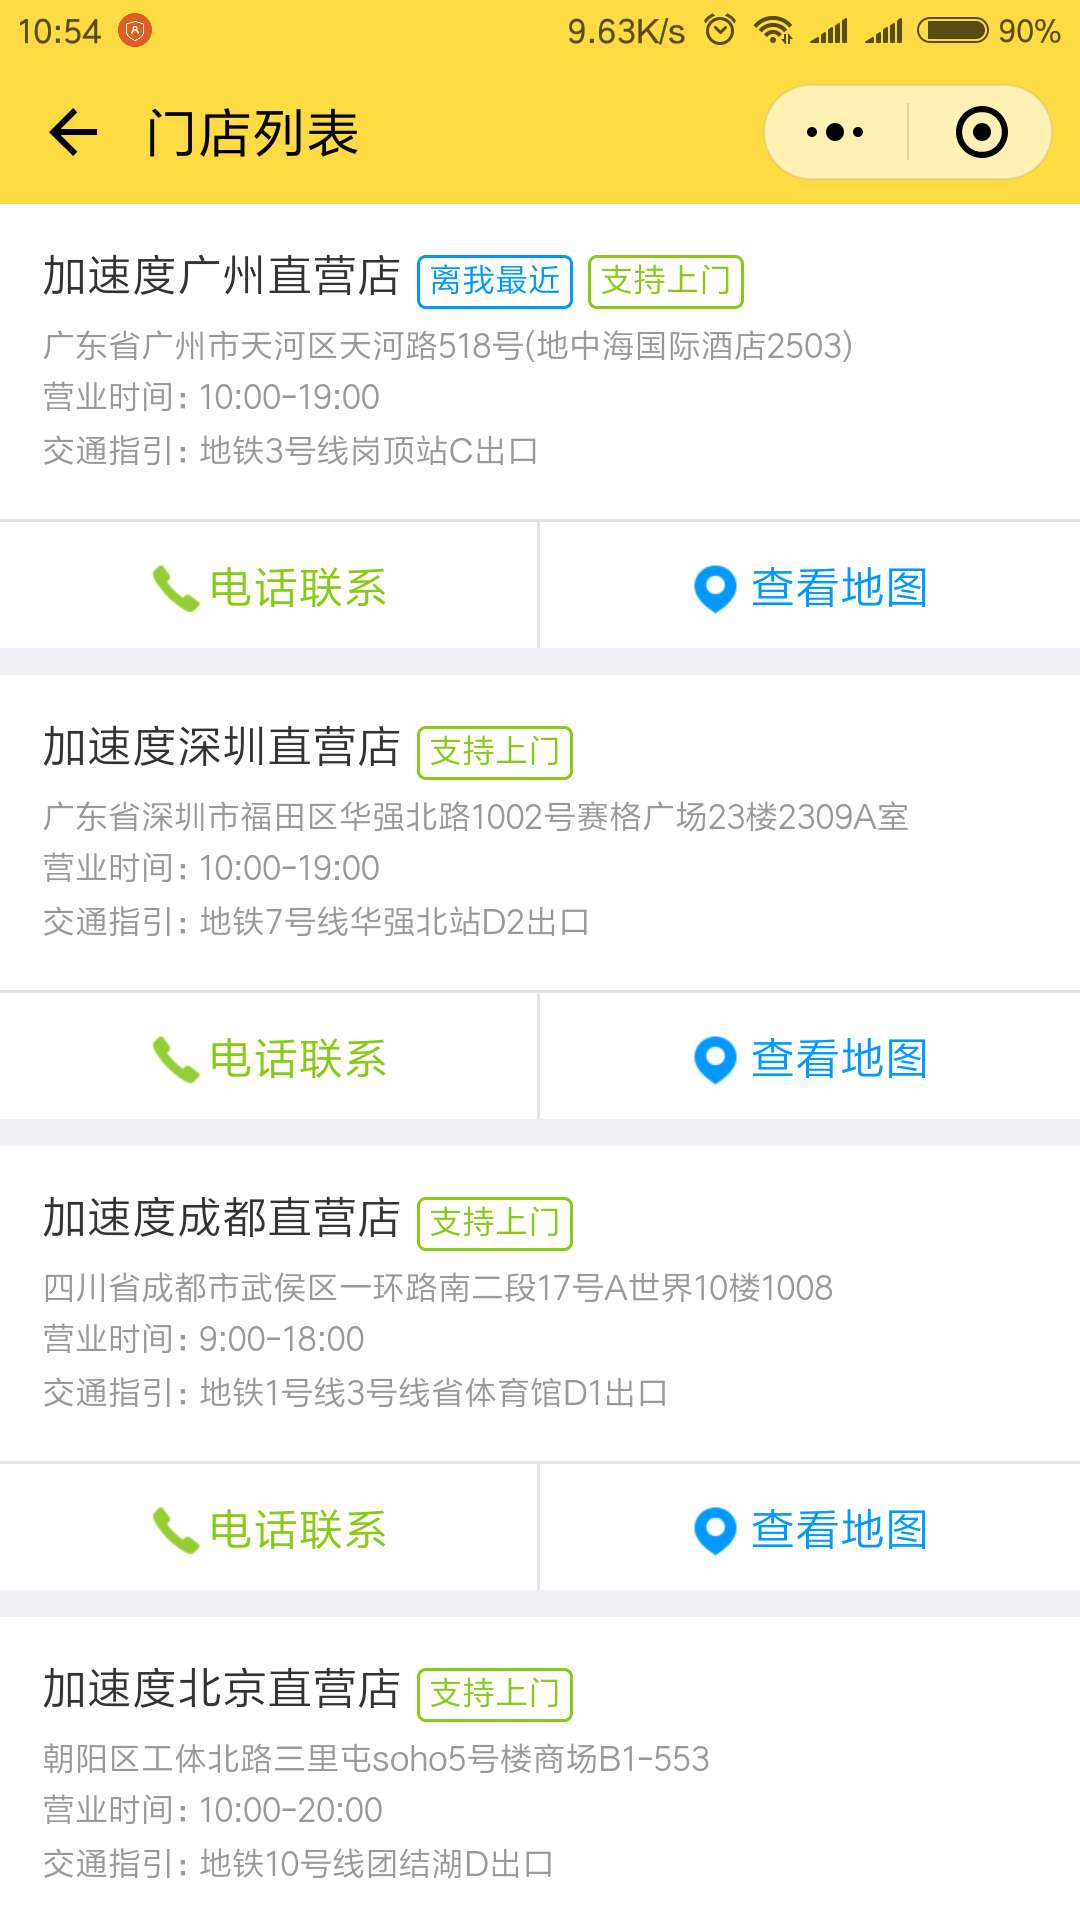 10:54 9.63K/s 90%
门店列表
加速度广州直营店 离我最近 支持上门
广东省广州市天河区天河路518号(地中海国际酒店2503)
营业时间: 10:00-19:00
交通指引: 地铁3号线岗顶站C出口
电话联系 查看地图
加速度深圳直营店 支持上门
广东省深圳市福田区华强北路1002号赛格广场23楼2309A室
营业时间: 10:00-19:00
交通指引: 地铁7号线华强北站D2出口
电话联系 查看地图
加速度成都直营店 支持上门
四川省成都市武侯区一环路南二段17号A世界10楼1008
营业时间: 9:00-18:00
交通指引: 地铁1号线3号线省体育馆D1出口
电话联系 查看地图
加速度北京直营店 支持上门
朝阳区工体北路三里屯soho5号楼商场B1-553
营业时间: 10:00-20:00
交通指引: 地铁10号线团结湖D出口